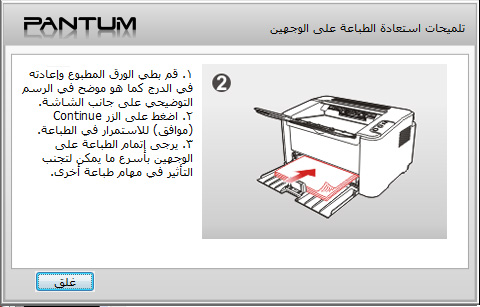 PANTUM
تلميحات استعادة الطباعة على الوجهين
١. قم بطي الورق المطبوع وإعادته
في الدرج كما هو موضح في الرسم
التوضيحي على جانب الشاشة.
٢. اضغط على الزر Continue
(موافق) للاستمرار في الطباعة.
٣. يرجى إتمام الطباعة على
الوجهين بأسرع ما يمكن لتجنب
التأثير في مهام طباعة أخرى.
2
غلق